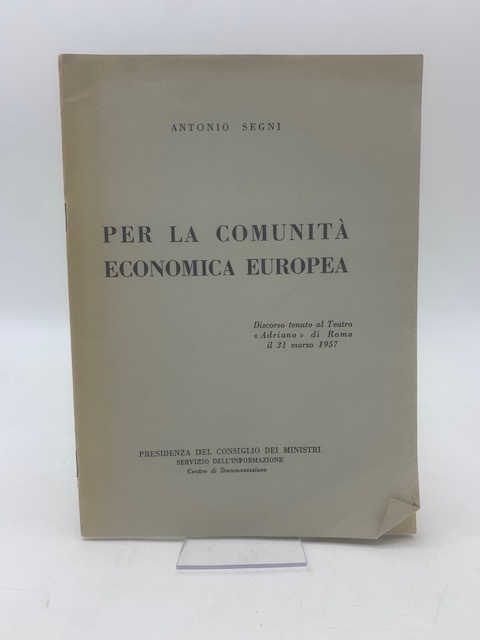 ANTONIO SEGNI
PER LA COMUNITÀ
ECONOMICA EUROPEA
Discorso tenuto al Teatro
«Adriano» di Roma
il 31 marzo 1957
PRESIDENZA DEL CONSIGLIO DEI MINISTRI
SERVIZIO DELL'INFORMAZIONE
Centro di Documentazione